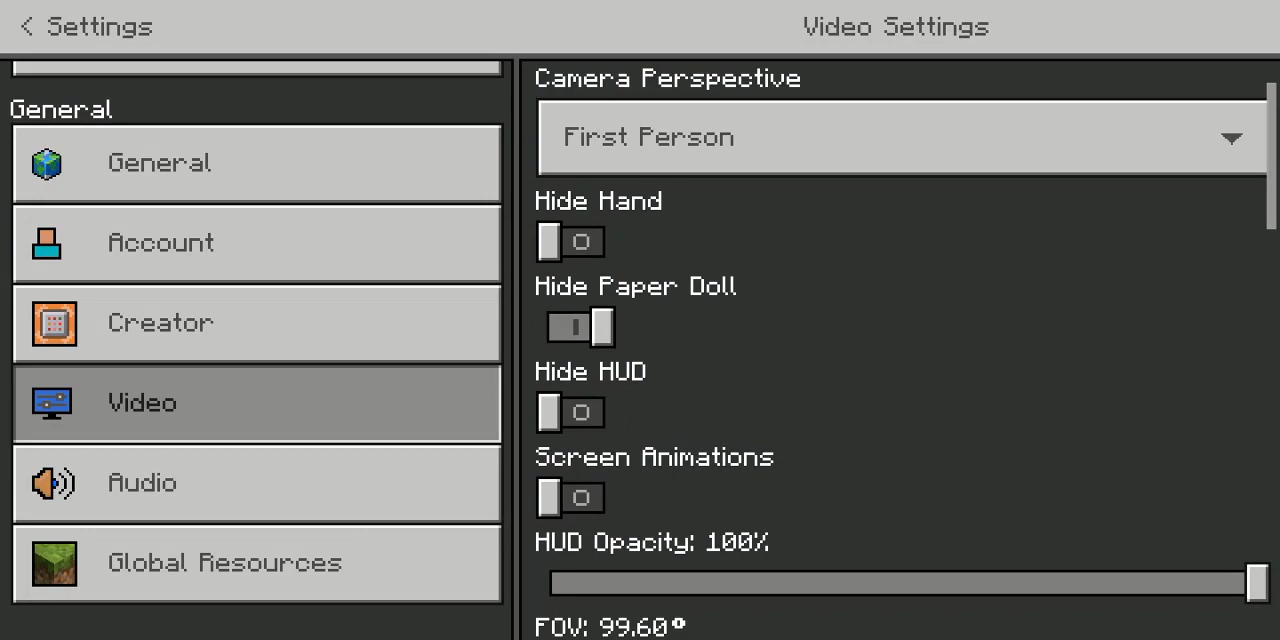 Settings
Video Settings
General
General
Account
Creator
Video
Audio
Global Resources
Camera Perspective
First Person
Hide Hand
Hide Paper Doll
Hide HUD
Screen Animations
HUD Opacity: 100%
FOV: 99.60°